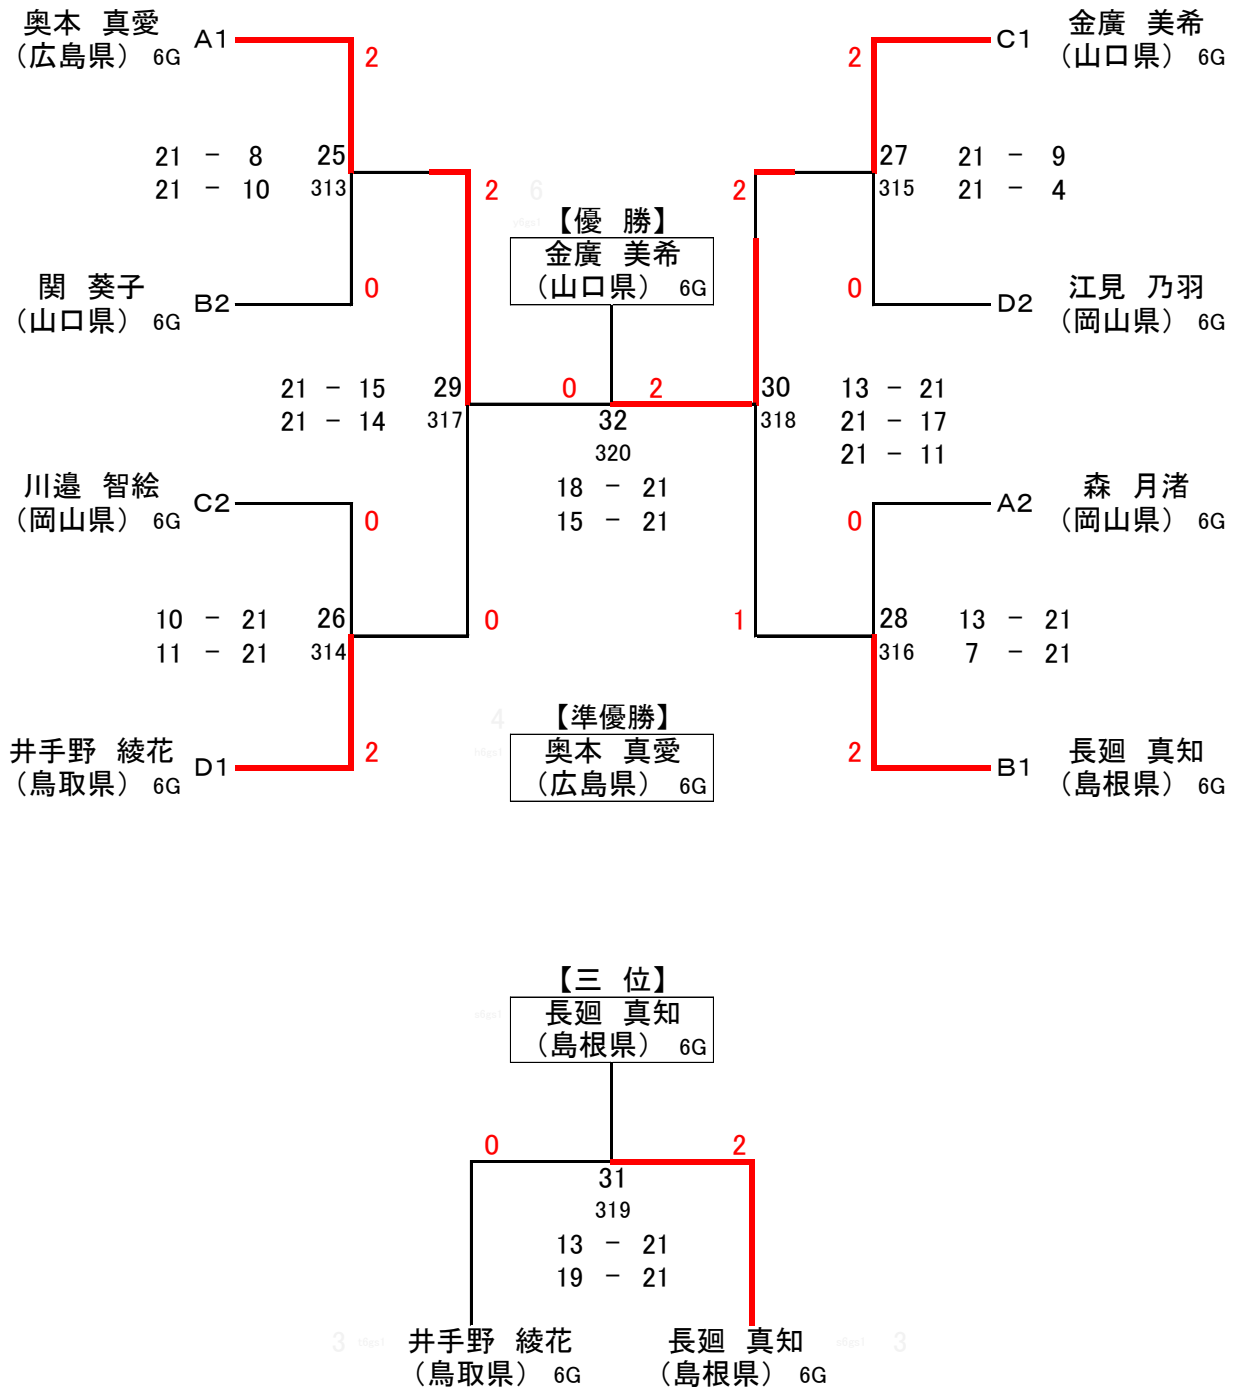 奥本 真愛
（広島県） 6G
A1
2
21 - 8
21 - 10
25
313
関 葵子
（山口県） 6G
B2
0
2
21 - 15
21 - 14
29
317
川邉 智絵
（岡山県） 6G
C2
0
10 - 21
11 - 21
26
314
0
井手野 綾花
（鳥取県） 6G
D1
2
6
【優 勝】
金廣 美希
（山口県） 6G
0 2
32
320
18 - 21
15 - 21
4
【準優勝】
奥本 真愛
（広島県） 6G
金廣 美希
（山口県） 6G
C1
2
27
315
21 - 9
21 - 4
2
江見 乃羽
（岡山県） 6G
D2
0
30
318
13 - 21
21 - 17
21 - 11
森 月渚
（岡山県） 6G
A2
0
28
316
13 - 21
7 - 21
1
長廻 真知
（島根県） 6G
B1
2
【三 位】
長廻 真知
（島根県） 6G
0 2
31
319
13 - 21
19 - 21
3
井手野 綾花
（鳥取県） 6G
長廻 真知
（島根県） 6G
3